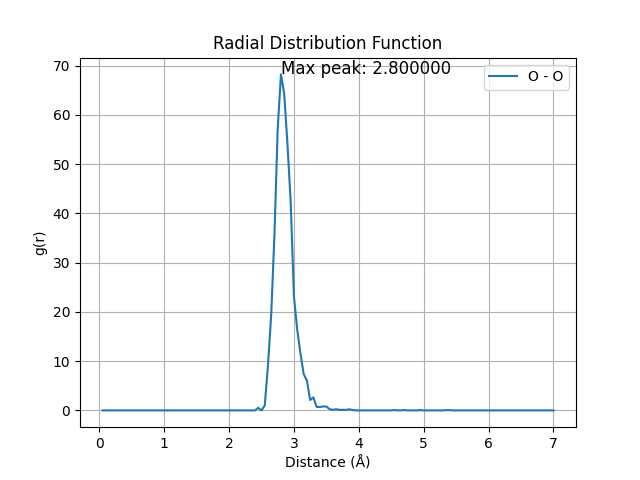 Radial Distribution Function
Max peak: 2.800000
O - O
70
60
50
40
30
20
10
0
g(r)
0 1 2 3 4 5 6 7
Distance (Å)